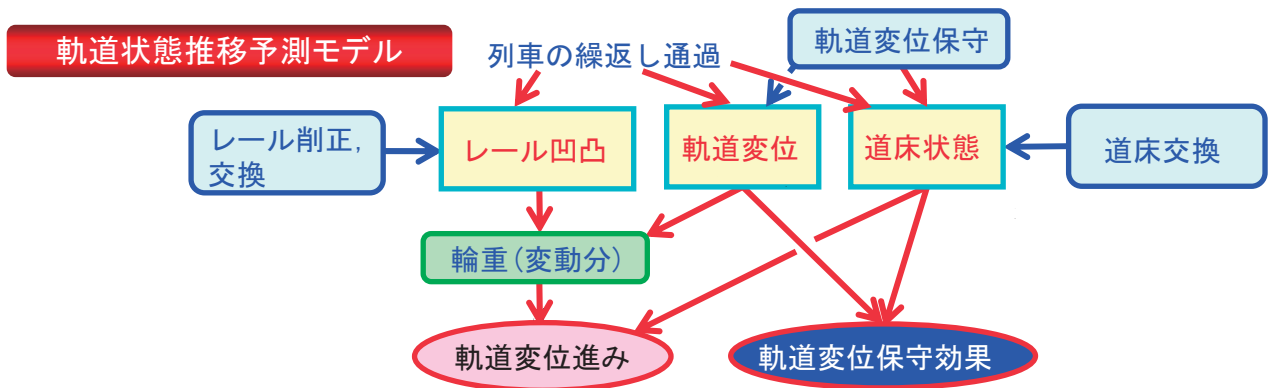 軌道状態推移予測モデル
列車の繰返し通過
軌道変位保守
レール削正,
交換
レール凹凸
軌道変位
道床状態
道床交換
輪重(変動分)
軌道変位進み
軌道変位保守効果